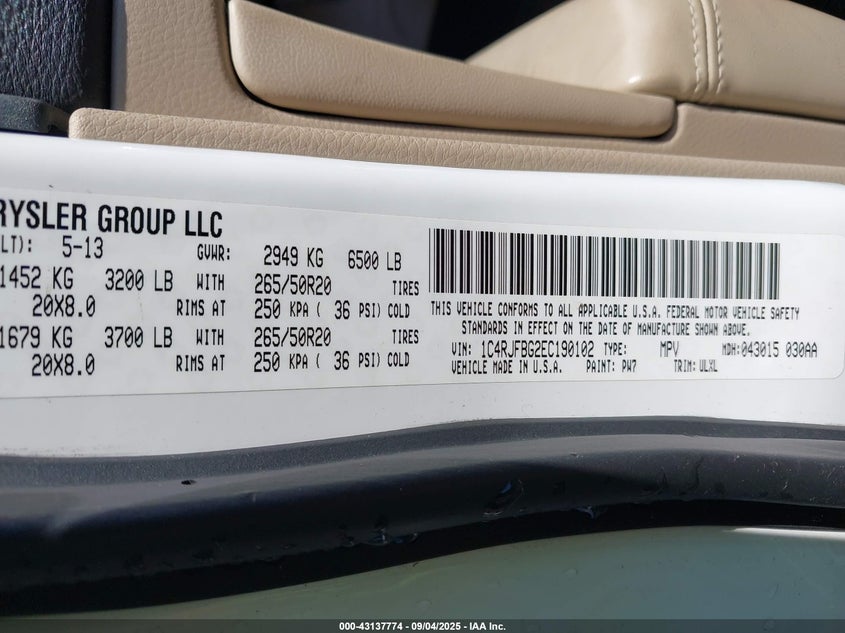 RYSLER GROUP LLC
LT): 5-13 GVWR: 2949 KG 6500 LB
1452 KG 3200 LB WITH 265/50R20 TIRES
20X8.0 RIMS AT 250 KPA ( 36 PSI) COLD
1679 KG 3700 LB WITH 265/50R20 TIRES
20X8.0 RIMS AT 250 KPA ( 36 PSI) COLD
THIS VEHICLE CONFORMS TO ALL APPLICABLE U.S.A. FEDERAL MOTOR VEHICLE SAFETY
STANDARDS IN EFFECT ON THE DATE OF MANUFACTURE SHOWN ABOVE.
VIN: 1C4RJFBG2EC190102 TYPE: MPV MDH:043015 030AA
VEHICLE MADE IN U.S.A. PAINT: PW7 TRIM: ULXL
000-43137774 - 09/04/2025 - IAA Inc.